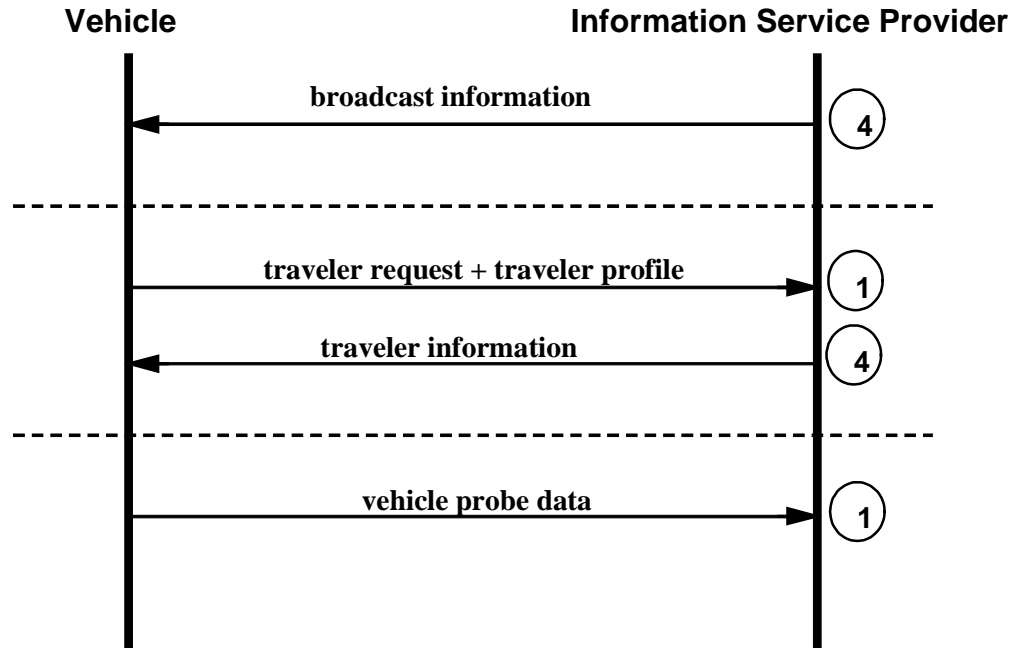 Vehicle
Information Service Provider
broadcast information
4
traveler request + traveler profile
1
traveler information
4
vehicle probe data
1